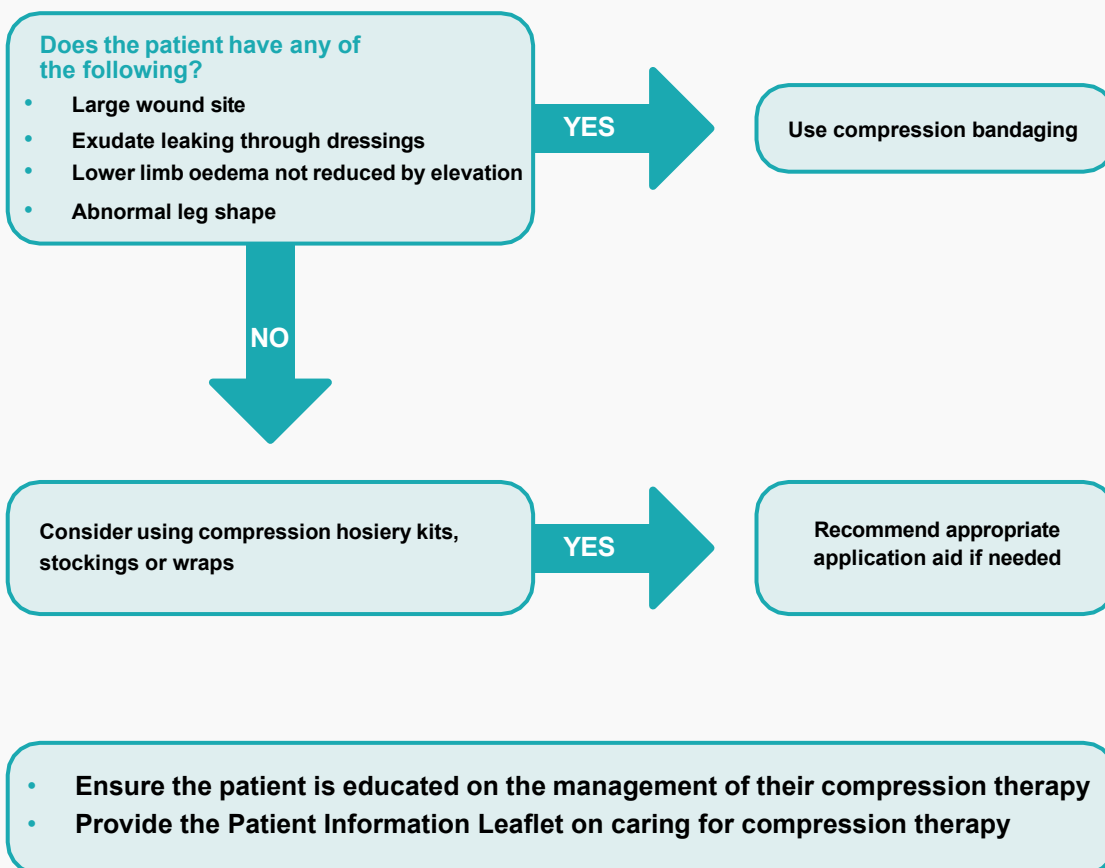 Does the patient have any of
the following?
• Large wound site
• Exudate leaking through dressings
• Lower limb oedema not reduced by elevation
• Abnormal leg shape
YES
Use compression bandaging
NO
Consider using compression hosiery kits,
stockings or wraps
YES
Recommend appropriate
application aid if needed
• Ensure the patient is educated on the management of their compression therapy
• Provide the Patient Information Leaflet on caring for compression therapy